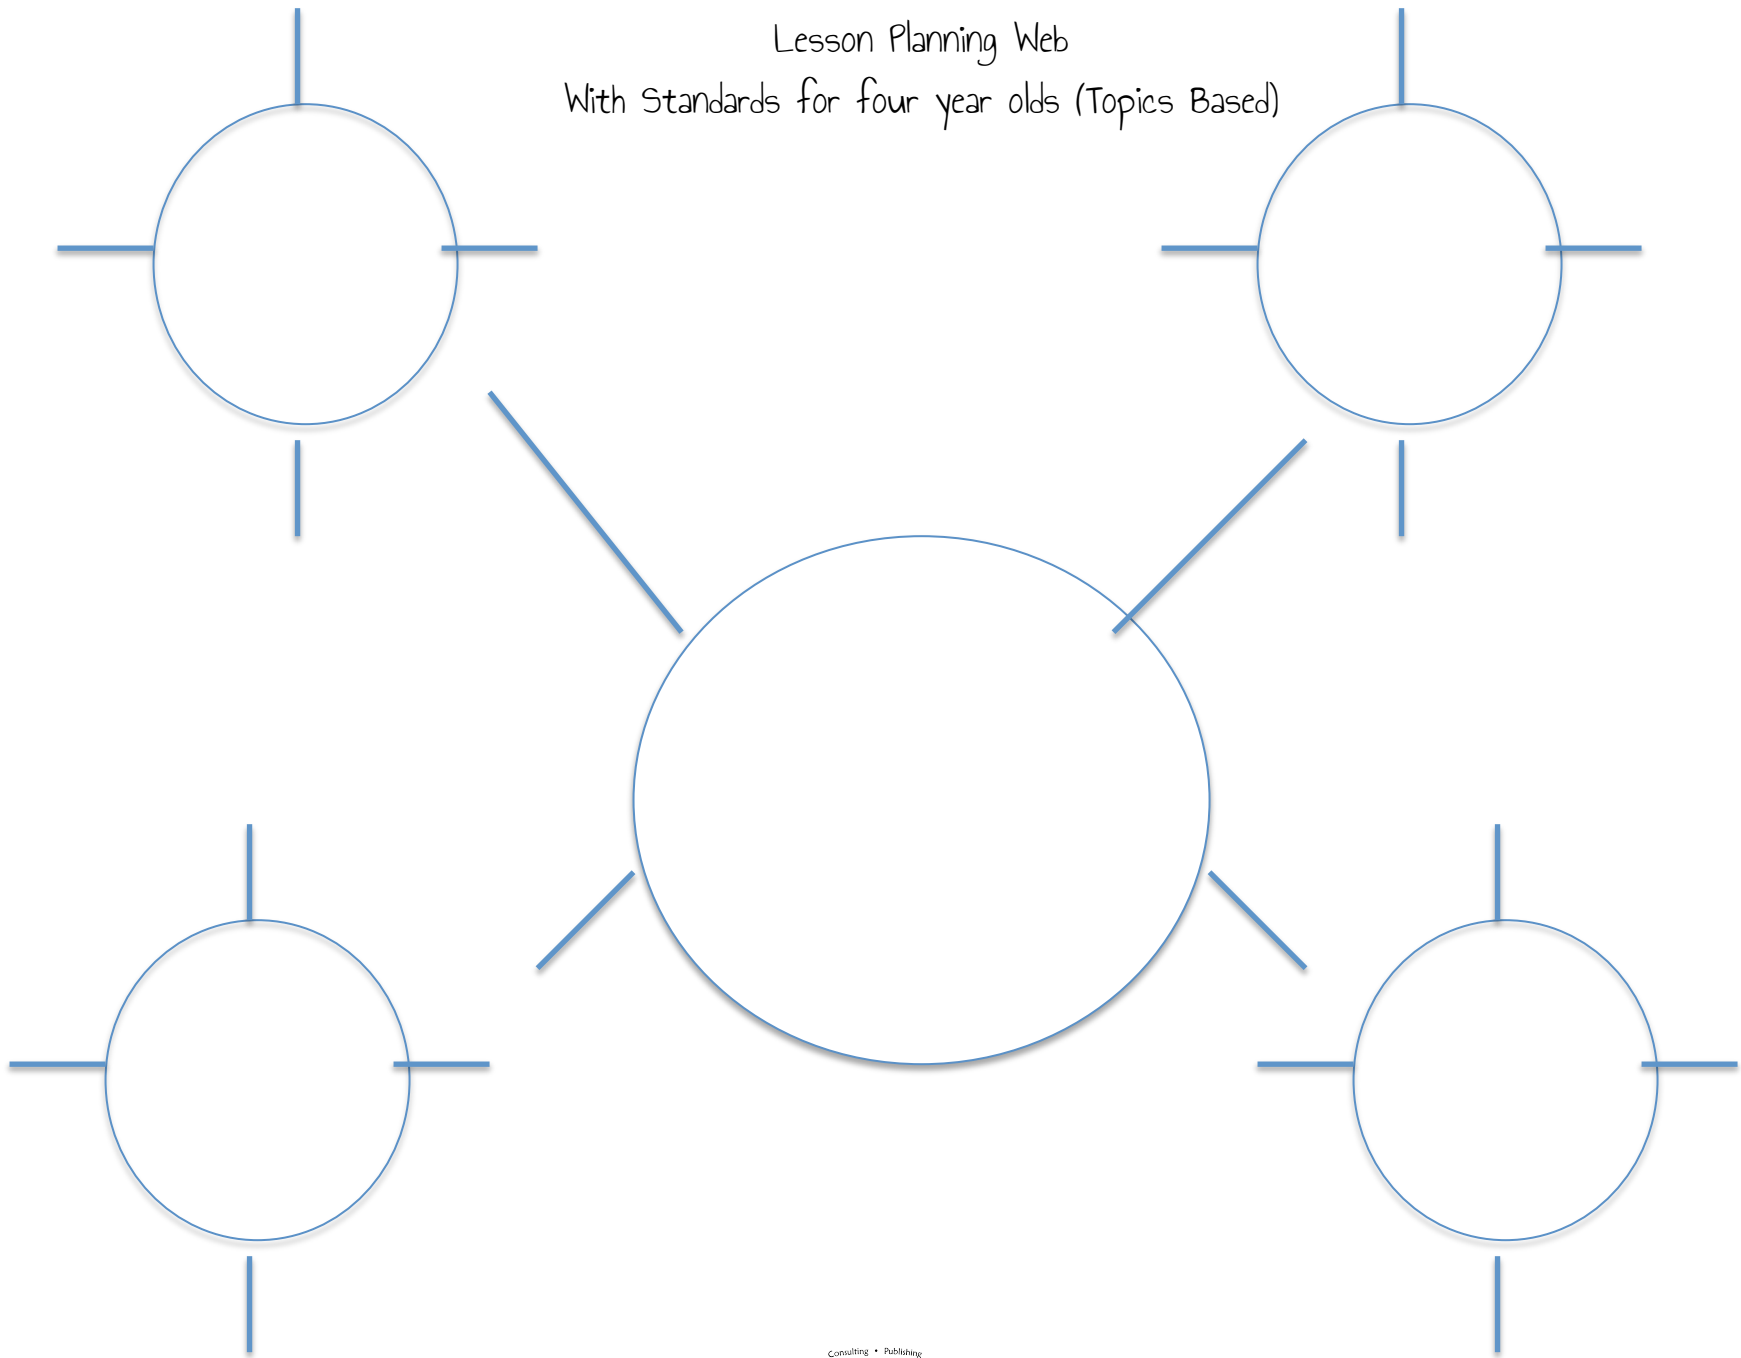 Lesson Planning Web
With Standards for four year olds (Topics Based)
Consulting • Publishing